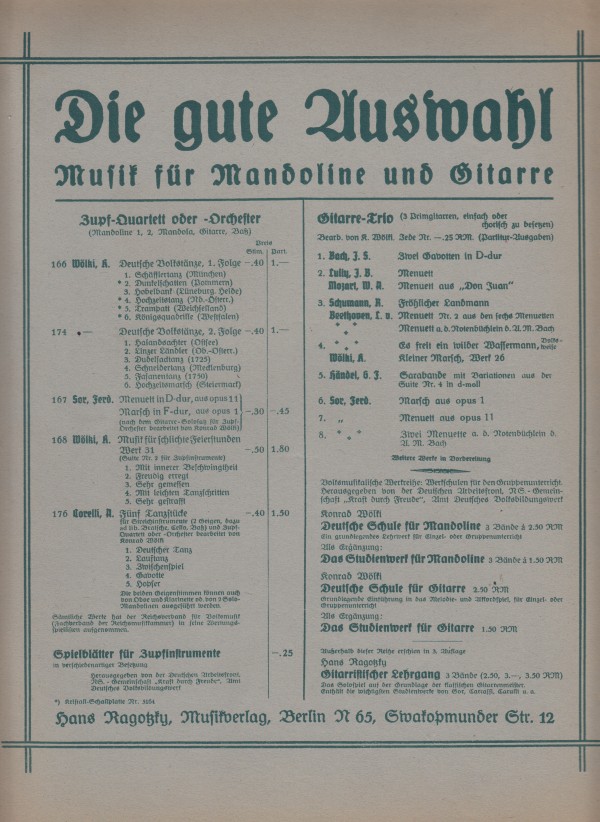 Die gute Auswahl
Musik für Mandoline und Gitarre
Zupf-Quartett oder -Orchester
(Mandoline 1, 2, Mandola, Gitarre, Baß)
Preis
Stim. Part.
166 Wölki, K. Deutsche Volkstänze, 1. Folge –.40 1.—
1. Schäfflertanz (München)
* 2. Dunkelschatten (Pommern)
3. Hobelbank (Lüneburg. Heide)
* 4. Hochzeitstanz (Nd.-Österr.)
* 5. Trampelt (Weichselland)
* 6. Königsquadrille (Westfalen)
174 „ — Deutsche Volkstänze, 2. Folge –.40 1.—
1. Halandsachter (Ostsee)
2. Linzer Ländler (Ob.-Österr.)
3. Dudelsacktanz (1725)
4. Schneidertanz (Mecklenburg)
5. Fasanentanz (1750)
6. Hochzeitsmarsch (Steiermark)
167 Sor, Ferd. Menuett in D-dur, aus opus 11
Marsch in F-dur, aus opus 1 –.30 –.45
(nach dem Gitarre-Solosatz für Zupf-
Orchester bearbeitet von Konrad Wölki)
168 Wölki, K. Musik für schlichte Feierstunden
Werk 31 –.50 1.80
(Suite Nr. 2 für Zupfinstrumente)
1. Mit innerer Beschwingtheit
2. Freudig erregt
3. Sehr gemessen
4. Mit leichten Tanzschritten
5. Sehr gestrafft
176 Corelli, A. Fünf Tanzstücke –.40 1.50
für Streichinstrumente (2 Geigen, dazu
ad lib. Bratsche, Cello, Baß) und Zupf-
Quartett oder -Orchester bearbeitet von
Konrad Wölki
1. Deutscher Tanz
2. Lauftanz
3. Zwischenspiel
4. Gavotte
5. Hopser
Die beiden Geigenstimmen können auch
von Oboe und Klarinette od. von 2 Solo-
Mandolinen ausgeführt werden.
Sämtliche Werke hat der Reichsverband für Volksmusik
(Fachverband der Reichsmusikkammer) in seine Wertungs-
spiellisten aufgenommen.
Spielblätter für Zupfinstrumente –.25
in verschiedenartiger Besetzung
Herausgegeben von der Deutschen Arbeitsfront,
NS.-Gemeinschaft „Kraft durch Freude“, Amt
Deutsches Volksbildungswerk
*) Kristall-Schallplatte Nr. 3254
Gitarre-Trio (3 Primgitarren, einfach oder
chorisch zu besetzen)
Bearb. von K. Wölki. Jede Nr. –.25 RM. (Partitur-Ausgaben)
1. Bach, J. S. Zwei Gavotten in D-dur
2. Lully, J. B. Menuett
Mozart, W. A. Menuett aus „Don Juan“
3. Schumann, R. Fröhlicher Landmann
Beethoven, L. v. Menuett Nr. 2 aus den sechs Menuetten
* * * Menuett a. d. Notenbüchlein d. A. M. Bach
4. * * * Es freit ein wilder Wassermann, Volks-
weise
Wölki, K. Kleiner Marsch, Werk 26
5. Händel, G. F. Sarabande mit Variationen aus der
Suite Nr. 4 in d-moll
6. Sor, Ferd. Marsch aus opus 1
7. „ Menuett aus opus 11
8. * * * Zwei Menuette a. d. Notenbüchlein d.
A. M. Bach
Weitere Werke in Vorbereitung
Volksmusikalische Werkreihe: Werkschulen für den Gruppenunterricht.
Herausgegeben von der Deutschen Arbeitsfront, N.S.-Gemein-
schaft „Kraft durch Freude“, Amt Deutsches Volksbildungswerk
Konrad Wölki
Deutsche Schule für Mandoline 3 Bände à 2.50 RM
Ein grundlegendes Lehrwerk für Einzel- oder Gruppenunterricht
Als Ergänzung:
Das Studienwerk für Mandoline 3 Bände à 1.50 RM
Konrad Wölki
Deutsche Schule für Gitarre 2.50 RM
Grundlegende Einführung in das Melodie- und Akkordspiel, für Einzel- oder
Gruppenunterricht
Als Ergänzung:
Das Studienwerk für Gitarre 1.50 RM
Außerhalb dieser Reihe erschien in 3. Auflage
Hans Ragotzky
Gitarristischer Lehrgang 3 Bände (2.50, 3.—, 3.50 RM)
Das Solospiel auf der Grundlage der klassischen Gitarrenmeister.
Enthält die wichtigsten Studienwerke von Sor, Carcassi, Carulli u. a.
Hans Ragotzky, Musikverlag, Berlin N 65, Swakopmunder Str. 12